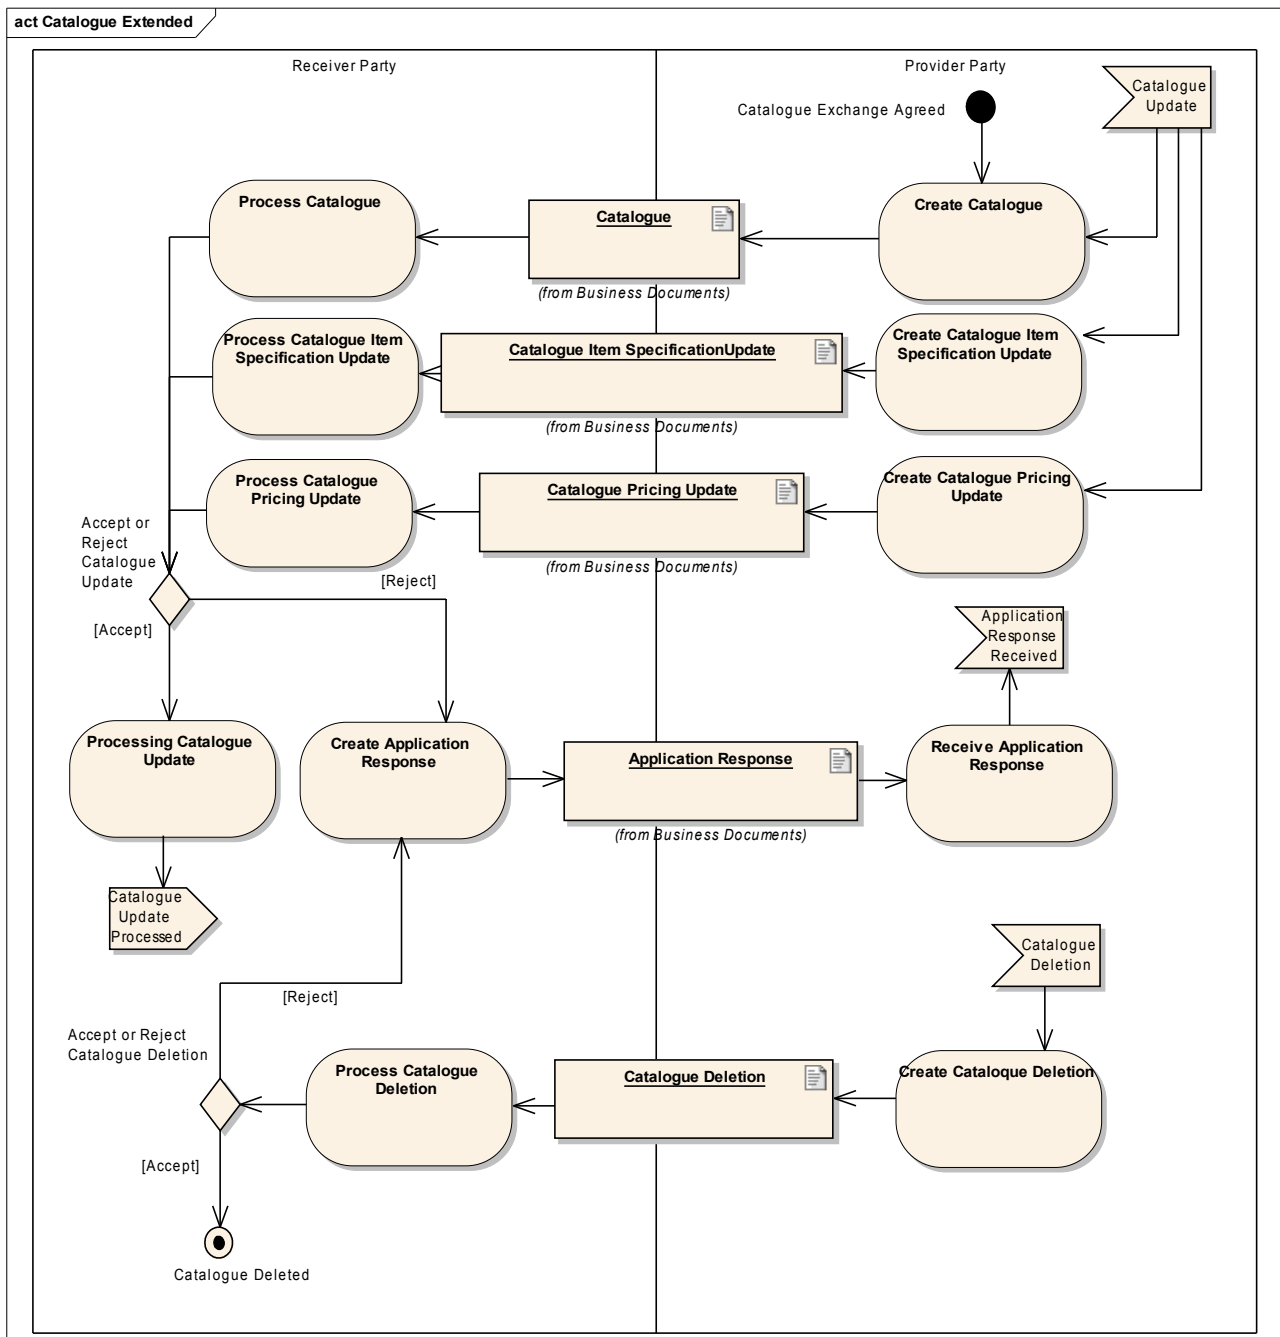 act Catalogue Extended
Receiver Party
Provider Party
Catalogue
Update
Catalogue Exchange Agreed
Process Catalogue
Catalogue
Create Catalogue
(from Business Documents)
Process Catalogue Item
Specification Update
Catalogue Item SpecificationUpdate
Create Catalogue Item
Specification Update
(from Business Documents)
Process Catalogue
Pricing Update
Catalogue Pricing Update
Create Catalogue Pricing
Update
(from Business Documents)
Accept or
Reject
Catalogue
Update
[Reject]
[Accept]
Application
Response
Received
Processing Catalogue
Update
Create Application
Response
Application Response
Receive Application
Response
(from Business Documents)
Catalogue
Update
Processed
Catalogue
Deletion
[Reject]
Accept or Reject
Catalogue Deletion
Process Catalogue
Deletion
Catalogue Deletion
Create Cataloque Deletion
[Accept]
Catalogue Deleted